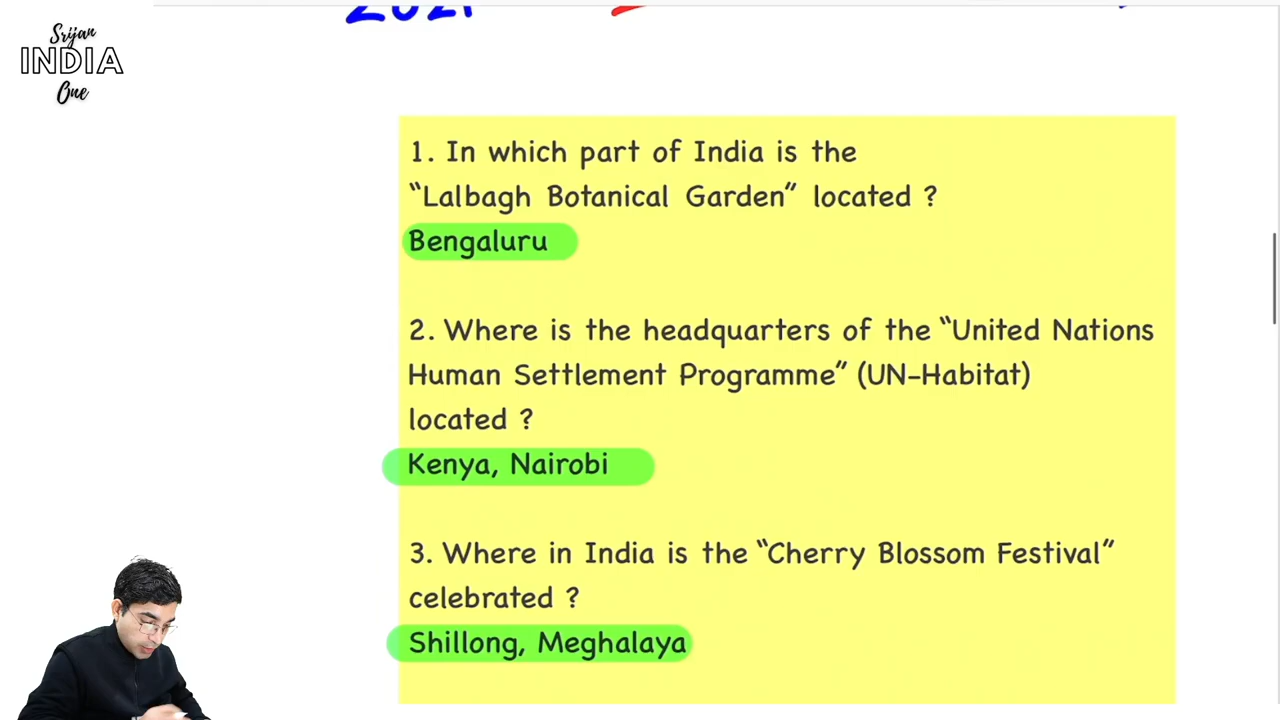 2021
Srijan
INDIA
One
1. In which part of India is the
“Lalbagh Botanical Garden” located ?
Bengaluru
2. Where is the headquarters of the “United Nations
Human Settlement Programme” (UN-Habitat)
located ?
Kenya, Nairobi
3. Where in India is the “Cherry Blossom Festival”
celebrated ?
Shillong, Meghalaya